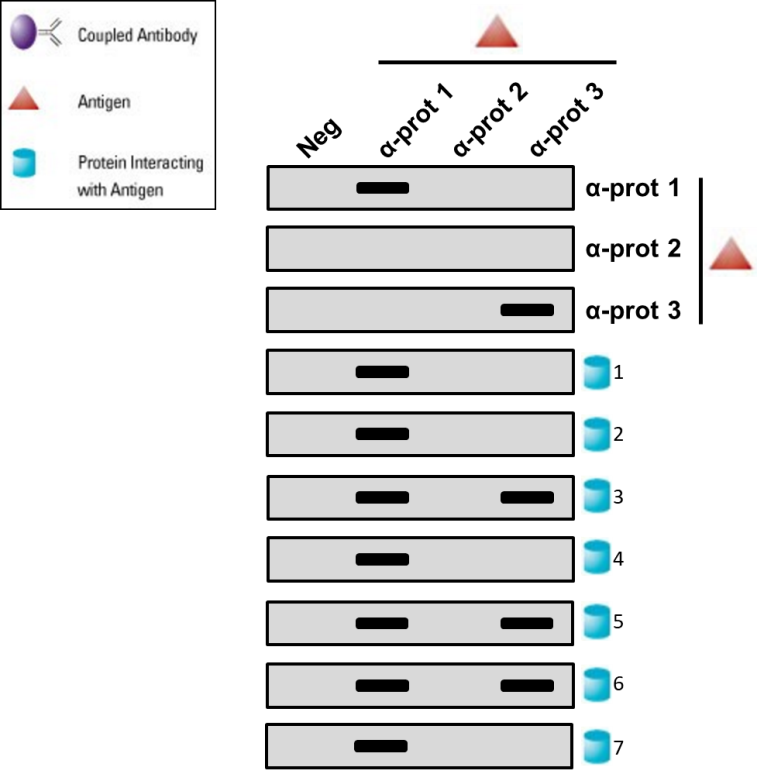 Coupled Antibody
Antigen
Protein Interacting
with Antigen
Neg
α-prot 1
α-prot 2
α-prot 3
α-prot 1
α-prot 2
α-prot 3
1
2
3
4
5
6
7